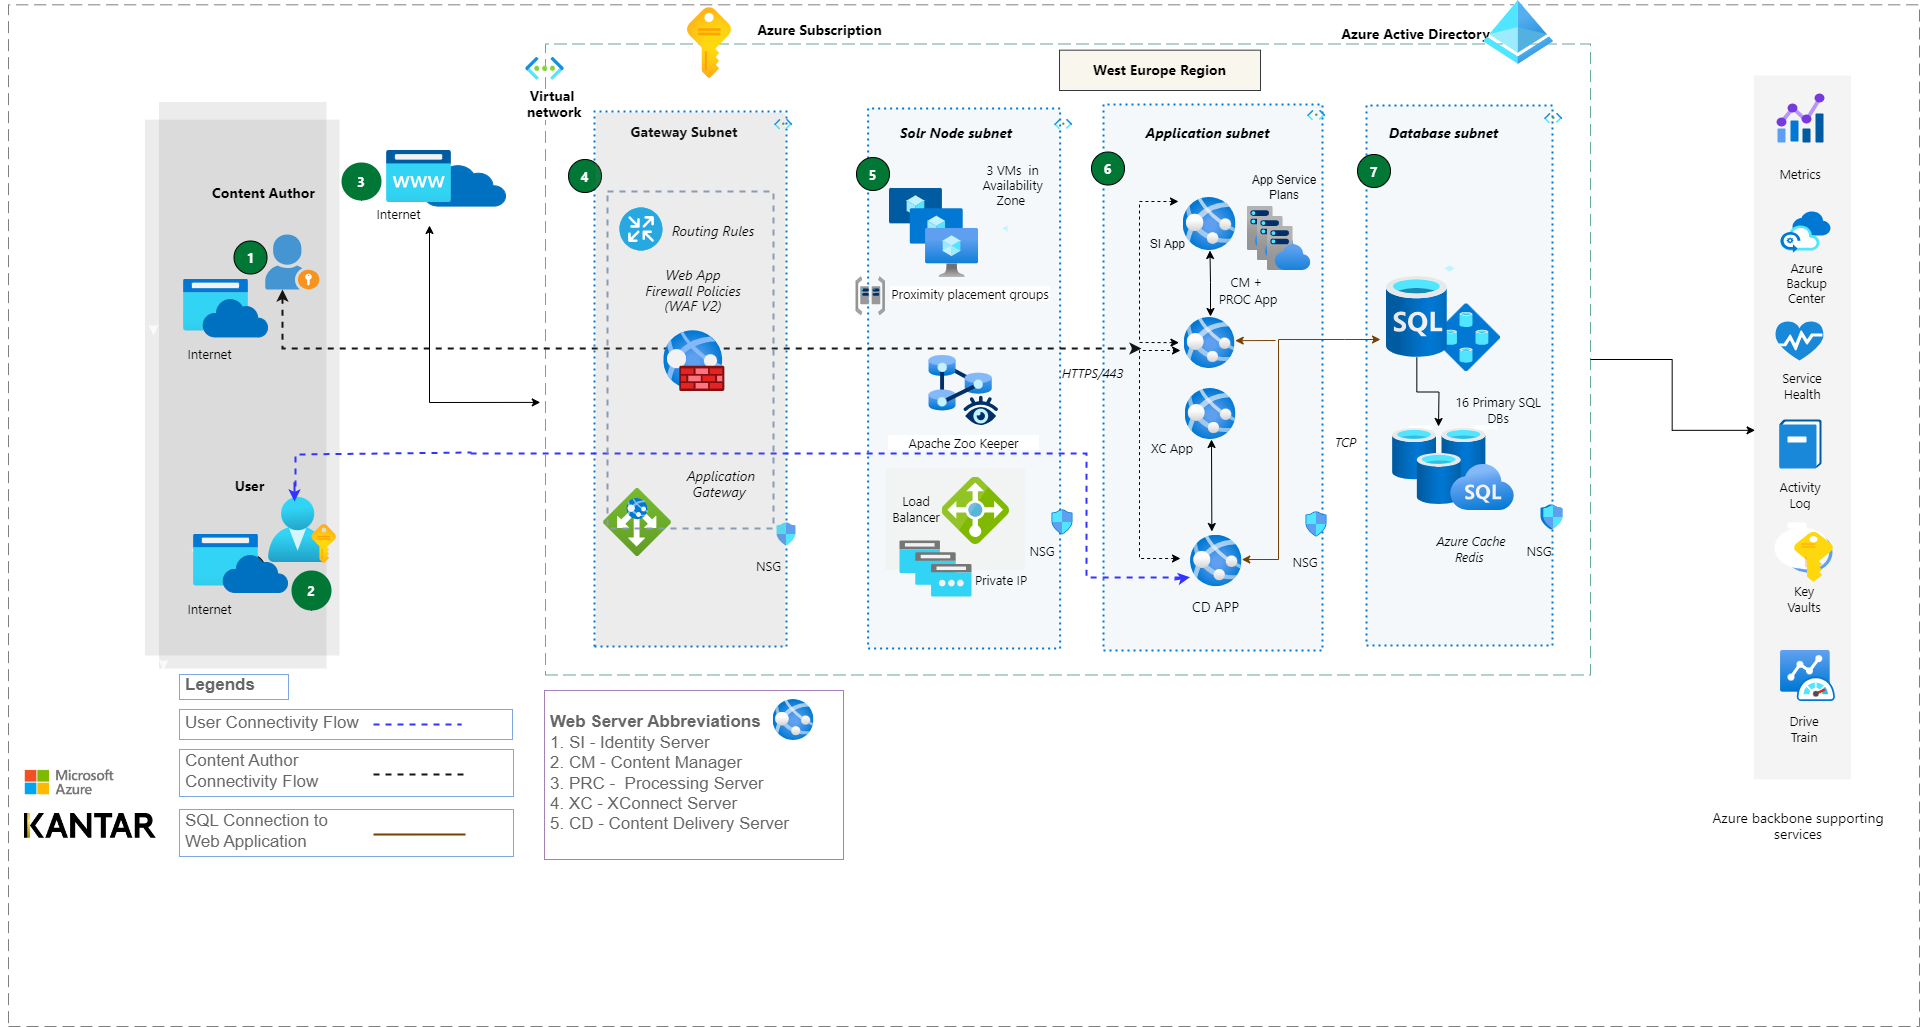 Azure Subscription
Azure Active Directory
West Europe Region
Virtual
network
Gateway Subnet
Solr Node subnet
Application subnet
Database subnet
Content Author
1
Internet
3
WWW
Internet
User
Internet
2
4
Routing Rules
Web App
Firewall Policies
(WAF V2)
Application
Gateway
NSG
5
3 VMs in
Availability
Zone
Proximity placement groups
Apache Zoo Keeper
Load
Balancer
Private IP
NSG
HTTPS/443
6
App Service
Plans
SI App
CM +
PROC App
XC App
CD APP
NSG
TCP
7
SQL
16 Primary SQL
DBs
SQL
Azure Cache
Redis
NSG
Metrics
Azure
Backup
Center
Service
Health
Activity
Log
Key
Vaults
Drive
Train
Azure backbone supporting
services
Legends
User Connectivity Flow
Content Author
Connectivity Flow
SQL Connection to
Web Application
Microsoft
Azure
KANTAR
Web Server Abbreviations
1. SI - Identity Server
2. CM - Content Manager
3. PRC - Processing Server
4. XC - XConnect Server
5. CD - Content Delivery Server